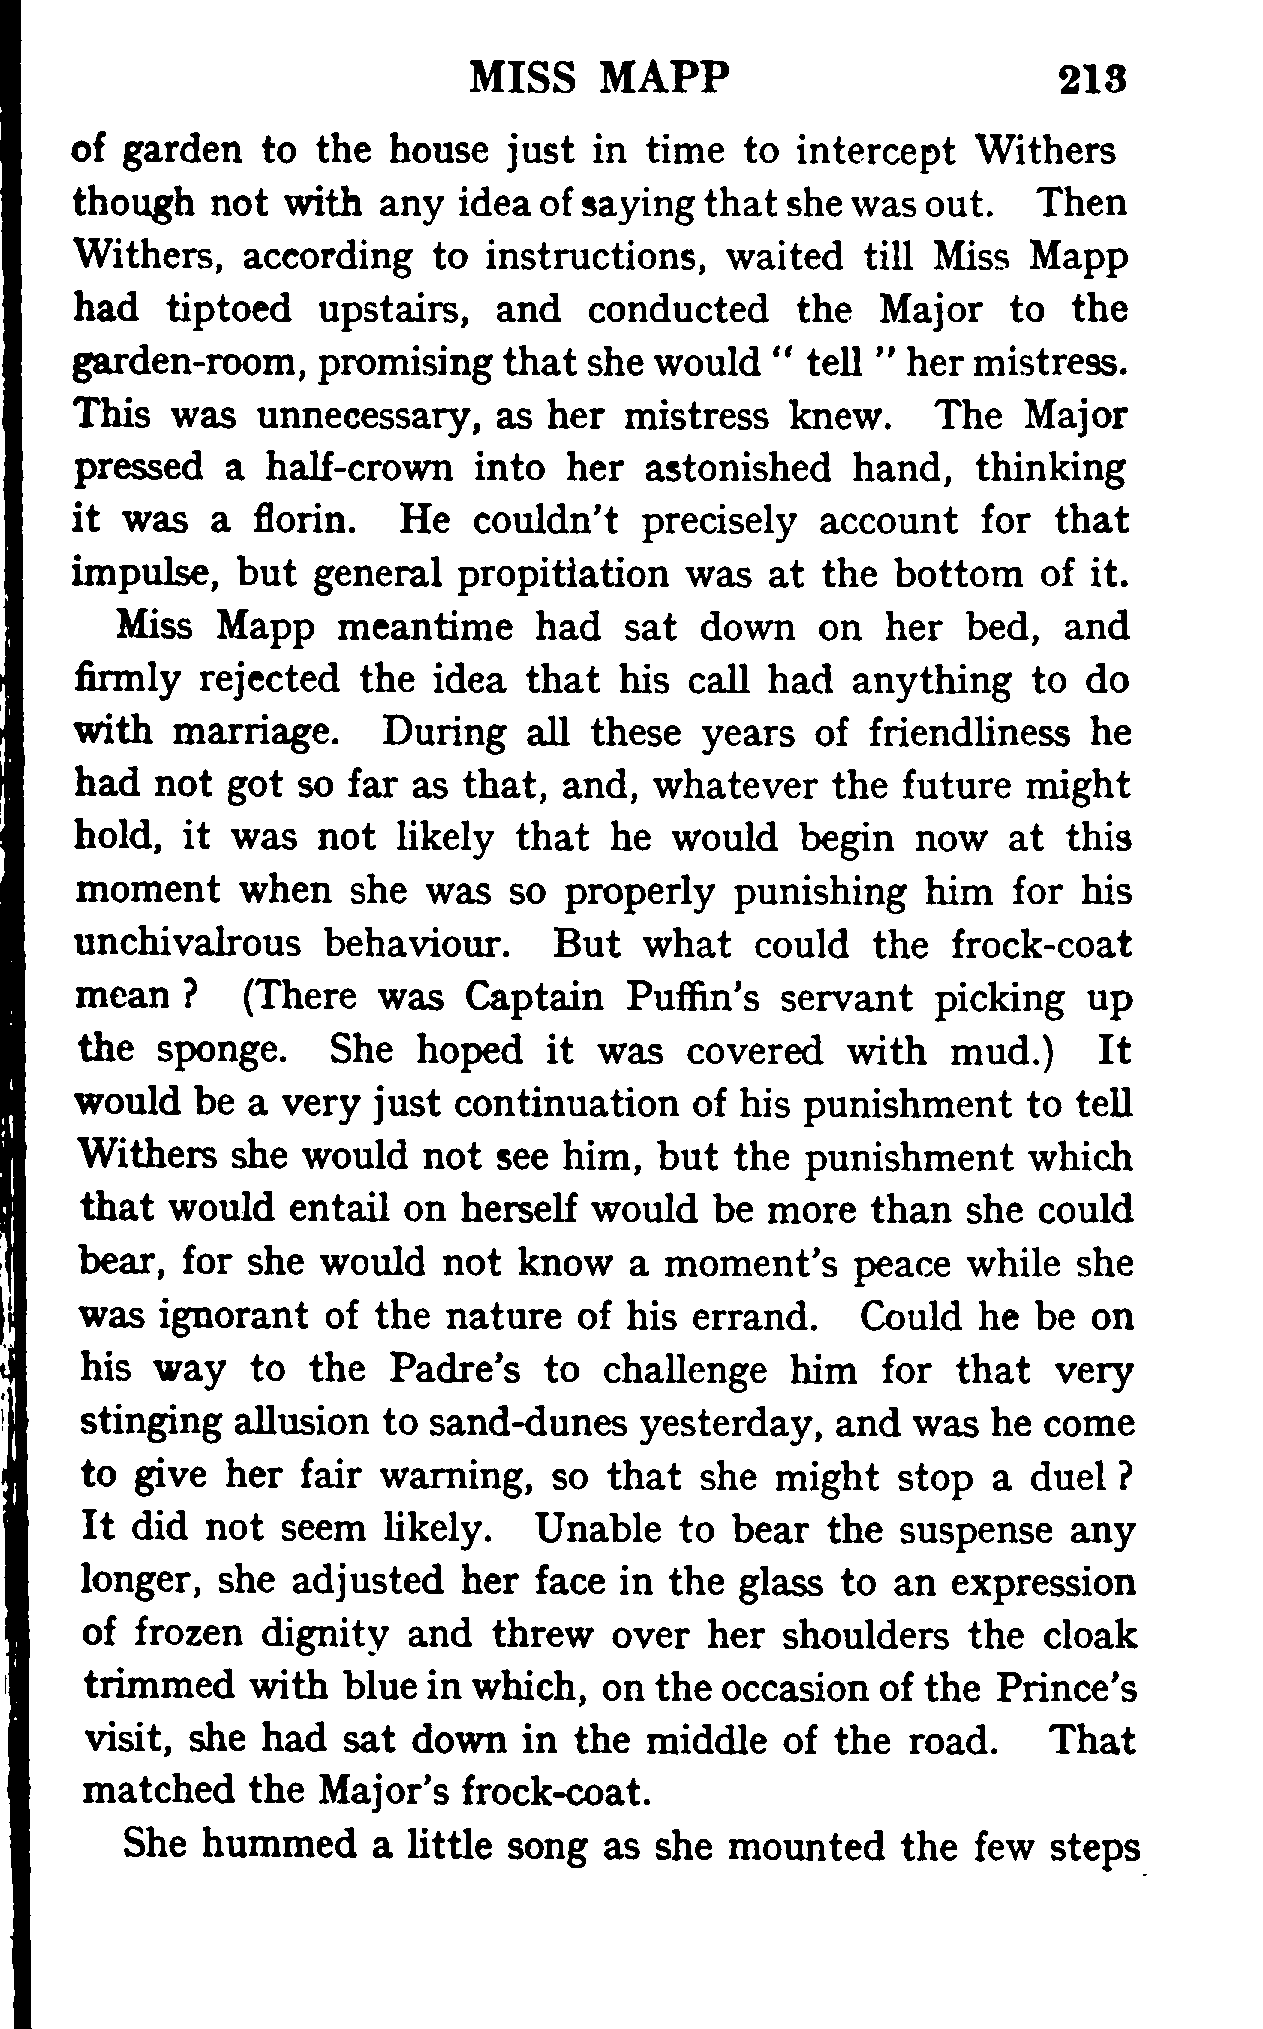 MISS MAPP 213
of garden to the house just in time to intercept Withers
though not with any idea of saying that she was out. Then
Withers, according to instructions, waited till Miss Mapp
had tiptoed upstairs, and conducted the Major to the
garden-room, promising that she would " tell " her mistress.
This was unnecessary, as her mistress knew. The Major
pressed a half-crown into her astonished hand, thinking
it was a florin. He couldn't precisely account for that
impulse, but general propitiation was at the bottom of it.
Miss Mapp meantime had sat down on her bed, and
firmly rejected the idea that his call had anything to do
with marriage. During all these years of friendliness he
had not got so far as that, and, whatever the future might
hold, it was not likely that he would begin now at this
moment when she was so properly punishing him for his
unchivalrous behaviour. But what could the frock-coat
mean ? (There was Captain Puffin's servant picking up
the sponge. She hoped it was covered with mud.) It
would be a very just continuation of his punishment to tell
Withers she would not see him, but the punishment which
that would entail on herself would be more than she could
bear, for she would not know a moment's peace while she
was ignorant of the nature of his errand. Could he be on
his way to the Padre's to challenge him for that very
stinging allusion to sand-dunes yesterday, and was he come
to give her fair warning, so that she might stop a duel ?
It did not seem likely. Unable to bear the suspense any
longer, she adjusted her face in the glass to an expression
of frozen dignity and threw over her shoulders the cloak
trimmed with blue in which, on the occasion of the Prince's
visit, she had sat down in the middle of the road. That
matched the Major's frock-coat.
She hummed a little song as she mounted the few steps